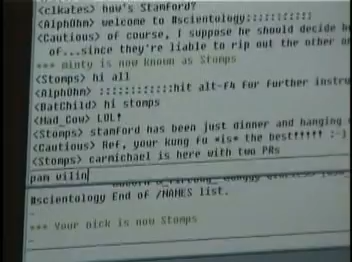 <clkates> how's Stamford?
<AlphOhm> welcome to #scientology::::::::::
<Cautious> of course, I suppose he should decide
of...since they're liable to rip out the other
*** minty is now known as Stomps
<Stomps> hi all
<AlphOhm> ::::::::::::hit alt-F4 for further
<BatChild> hi stomps
<Mad_Cow> LOL!
<Stomps> stamford has been just dinner and hanging
<Cautious> Ref, your kung fu *is* the best!!!!! :-)
<Stomps> carmichael is here with two PRs
pam wilin
#scientology End of /NAMES list.
-
*** Your nick is now Stomps
-